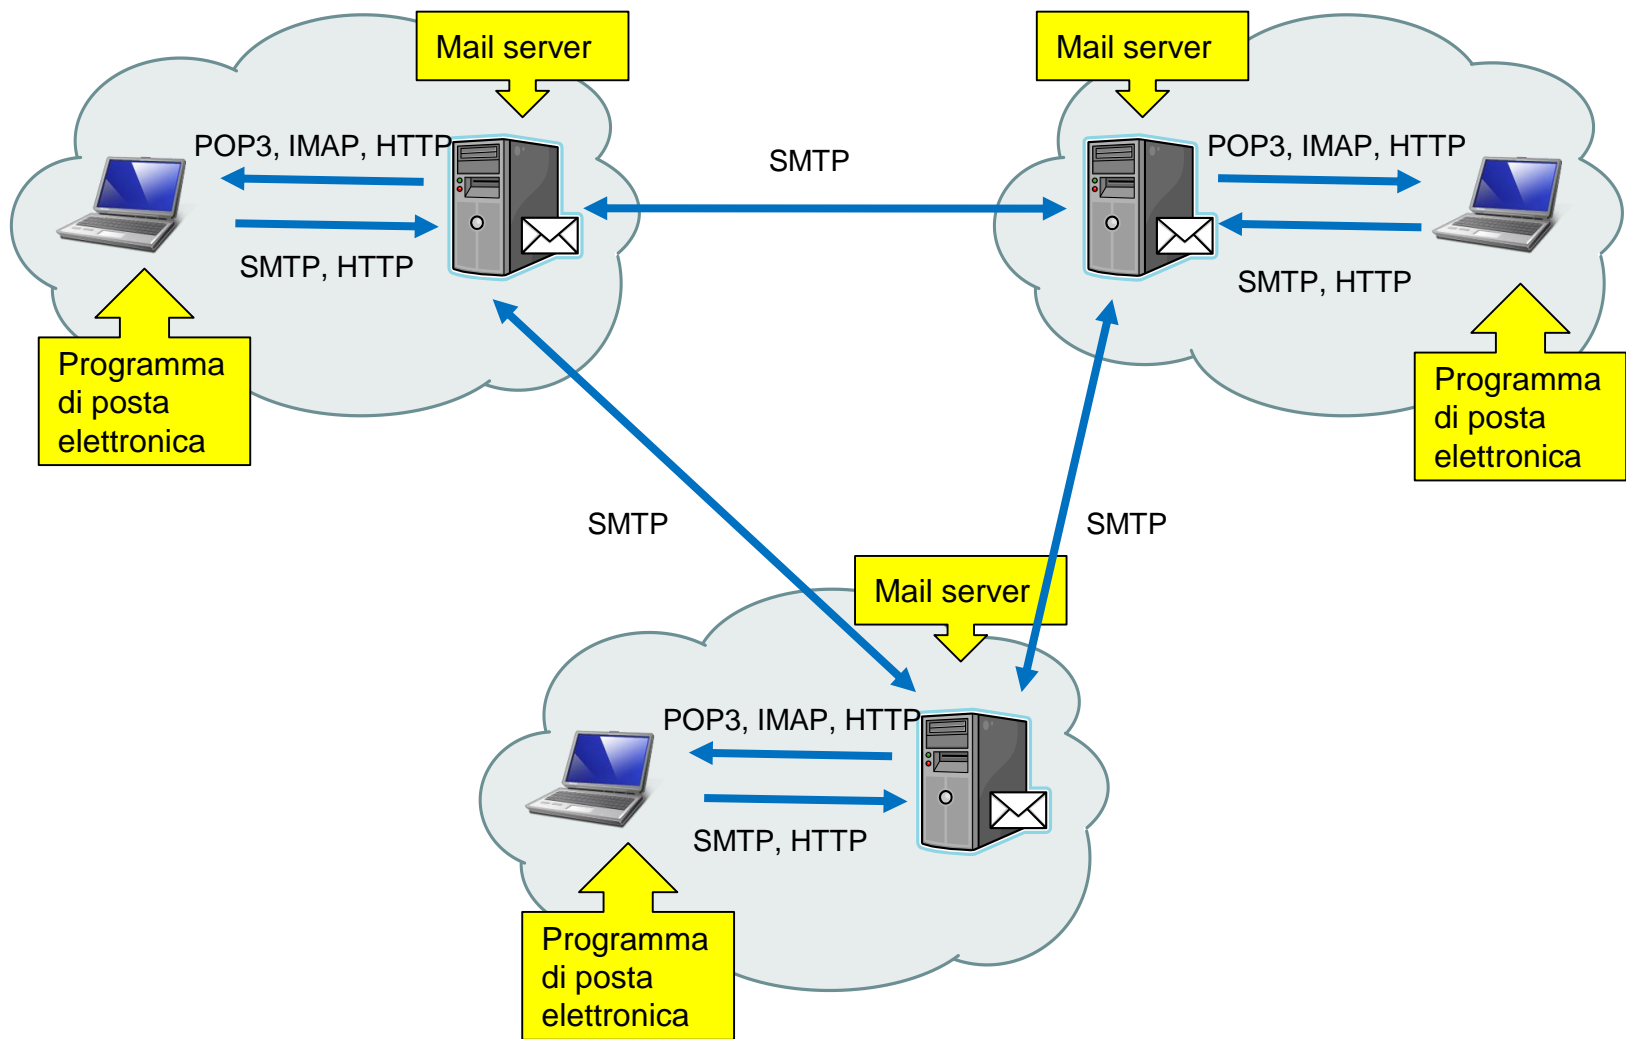 Mail server
Mail server
POP3, IMAP, HTTP
SMTP
POP3, IMAP, HTTP
SMTP, HTTP
SMTP, HTTP
Programma
di posta
elettronica
Programma
di posta
elettronica
SMTP
SMTP
Mail server
POP3, IMAP, HTTP
SMTP, HTTP
Programma
di posta
elettronica